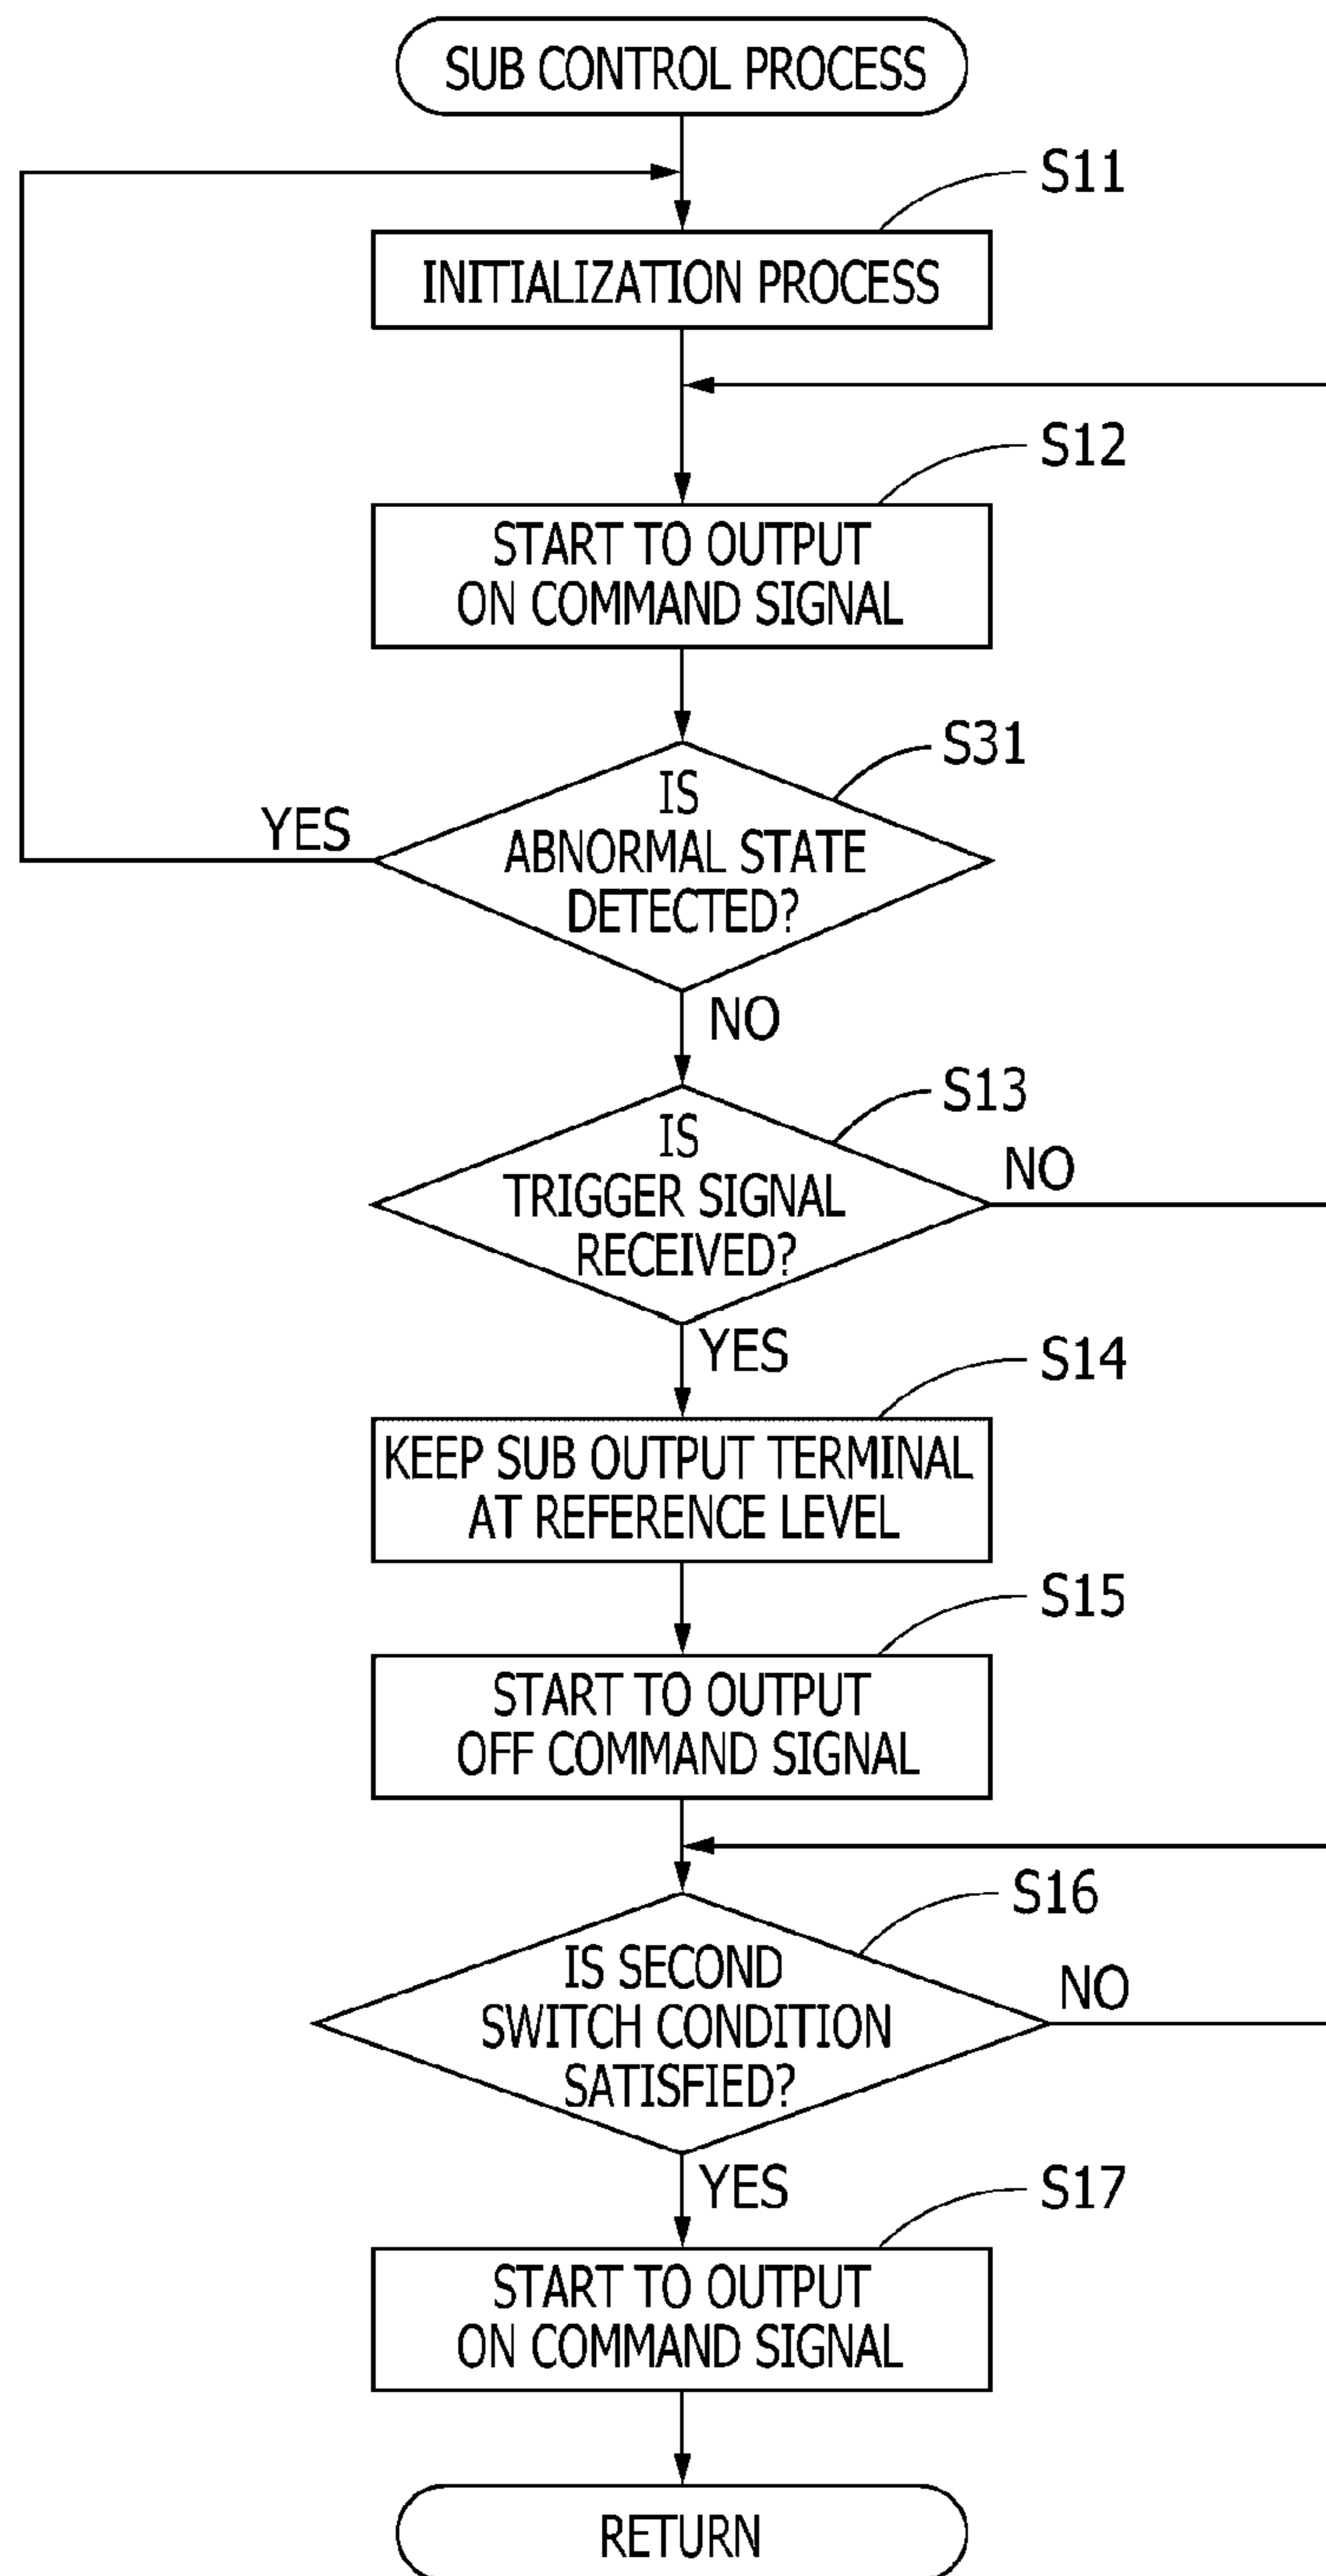 SUB CONTROL PROCESS
S11
INITIALIZATION PROCESS
S12
START TO OUTPUT
ON COMMAND SIGNAL
S31
IS
ABNORMAL STATE
DETECTED?
YES
NO
S13
IS
TRIGGER SIGNAL
RECEIVED?
NO
YES
S14
KEEP SUB OUTPUT TERMINAL
AT REFERENCE LEVEL
S15
START TO OUTPUT
OFF COMMAND SIGNAL
S16
IS SECOND
SWITCH CONDITION
SATISFIED?
NO
YES
S17
START TO OUTPUT
ON COMMAND SIGNAL
RETURN